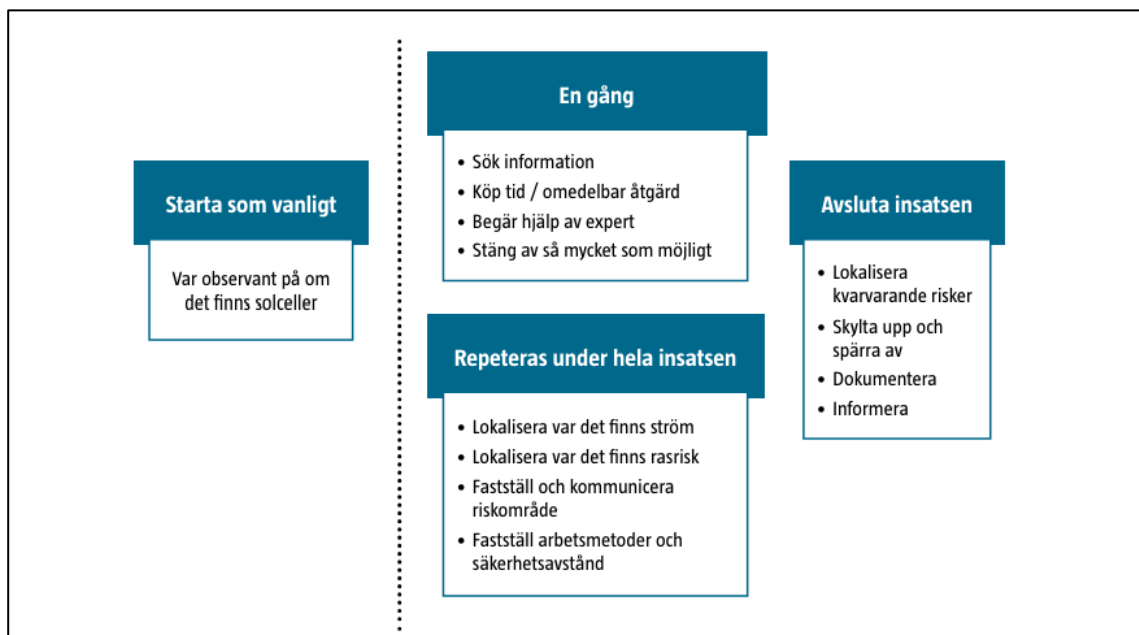 Starta som vanligt
Var observant på om
det finns solceller
En gång
• Sök information
• Köp tid / omedelbar åtgärd
• Begär hjälp av expert
• Stäng av så mycket som möjligt
Repeteras under hela insatsen
• Lokalisera var det finns ström
• Lokalisera var det finns rasrisk
• Fastställ och kommunicera
riskområde
• Fastställ arbetsmetoder och
säkerhetsavstånd
Avsluta insatsen
• Lokalisera
kvarvarande risker
• Skylta upp och
spärra av
• Dokumentera
• Informera